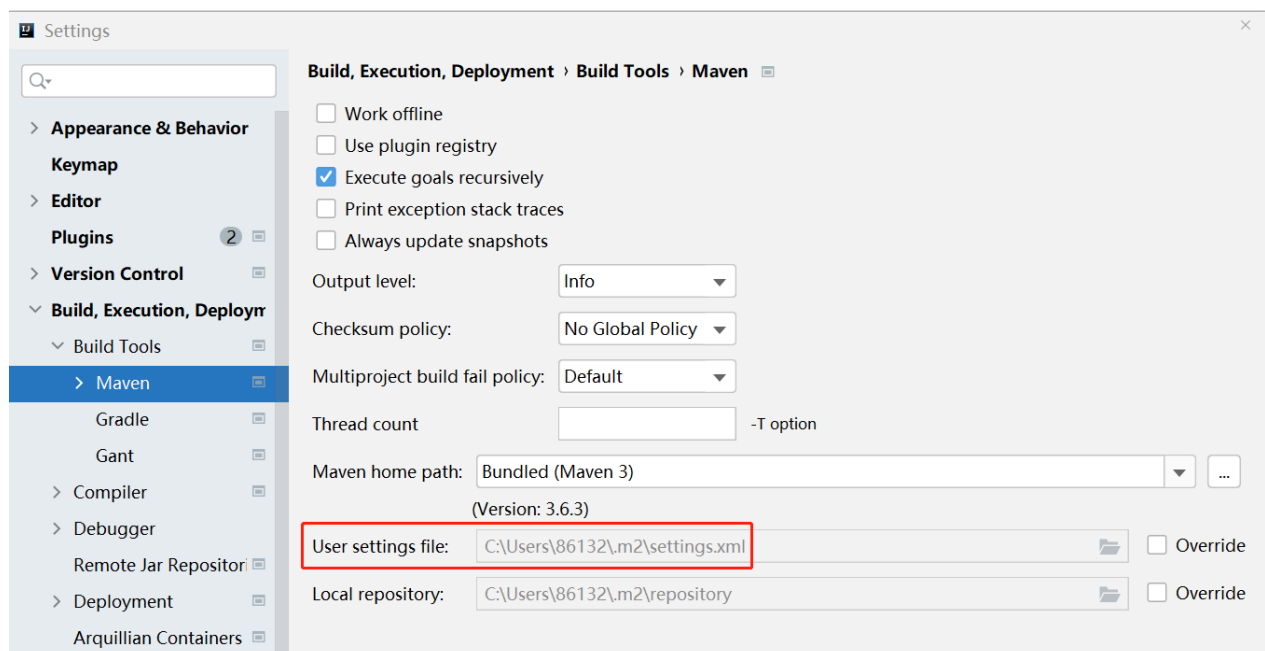 Settings
Build, Execution, Deployment › Build Tools › Maven
Work offline
Use plugin registry
Execute goals recursively
Print exception stack traces
Always update snapshots
Output level: Info
Checksum policy: No Global Policy
Multiproject build fail policy: Default
Thread count -T option
Maven home path: Bundled (Maven 3) ...
(Version: 3.6.3)
User settings file: C:\Users\86132\.m2\settings.xml Override
Local repository: C:\Users\86132\.m2\repository Override
Appearance & Behavior
Keymap
Editor
Plugins 2
Version Control
Build, Execution, Deploym
Build Tools
Maven
Gradle
Gant
Compiler
Debugger
Remote Jar Repositori
Deployment
Arquillian Containers